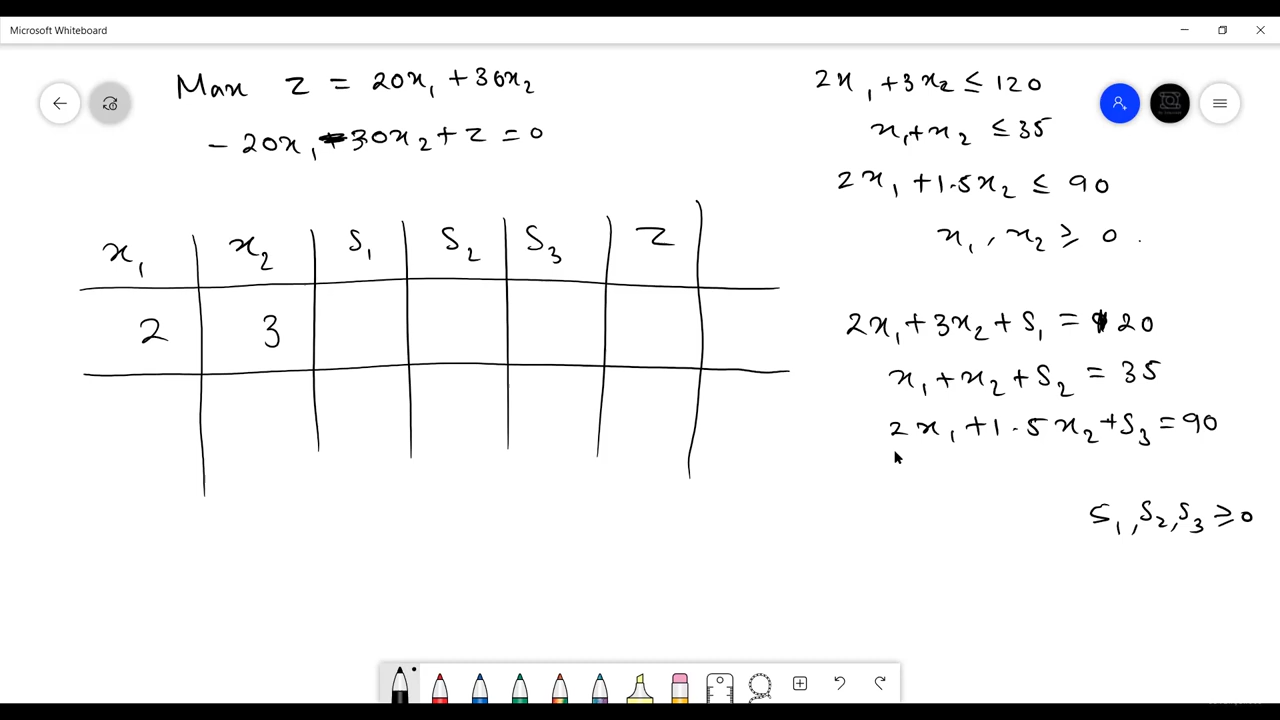 Microsoft Whiteboard
Max Z = 20x₁ + 30x₂
- 20x₁ - 30x₂ + Z = 0
2x₁ + 3x₂ ≤ 120
x₁ + x₂ ≤ 35
2x₁ + 1.5x₂ ≤ 90
x₁, x₂ ≥ 0.
x₁ x₂ S₁ S₂ S₃ Z
2 3
2x₁ + 3x₂ + S₁ = 120
x₁ + x₂ + S₂ = 35
2x₁ + 1.5x₂ + S₃ = 90
S₁, S₂, S₃ ≥ 0